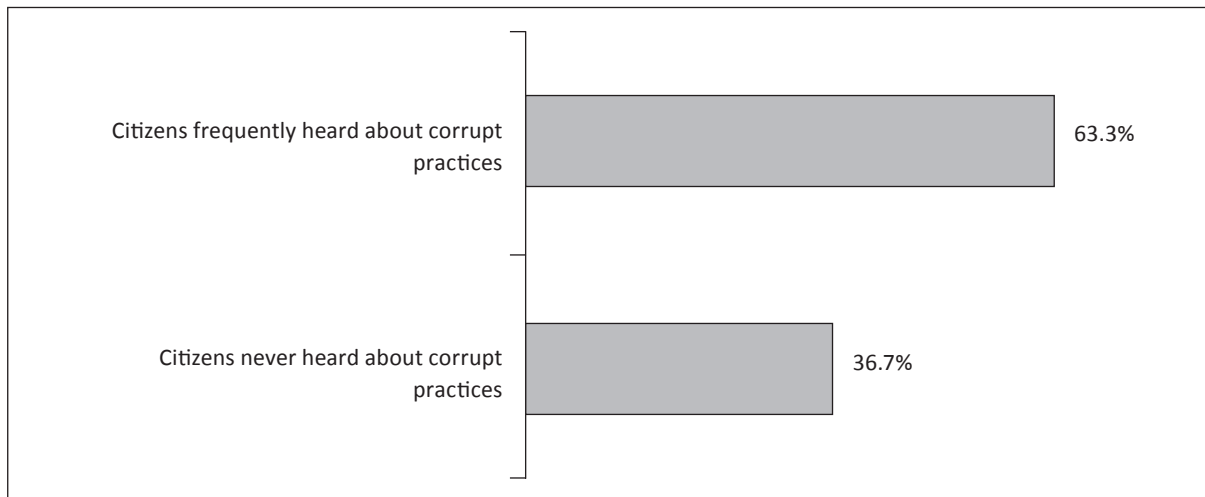 Citizens frequently heard about corrupt
practices
63.3%
Citizens never heard about corrupt
practices
36.7%